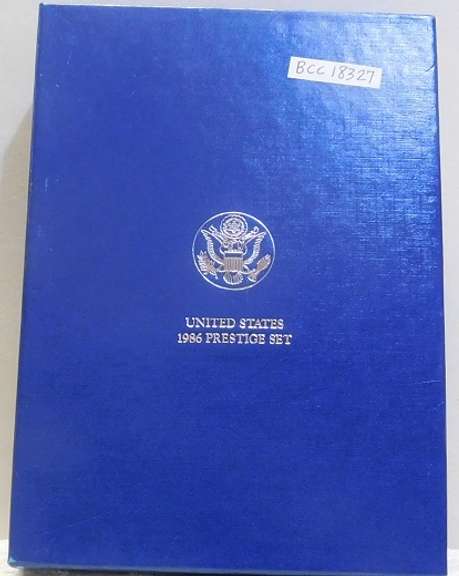 BCC 18327
UNITED STATES
1986 PRESTIGE SET